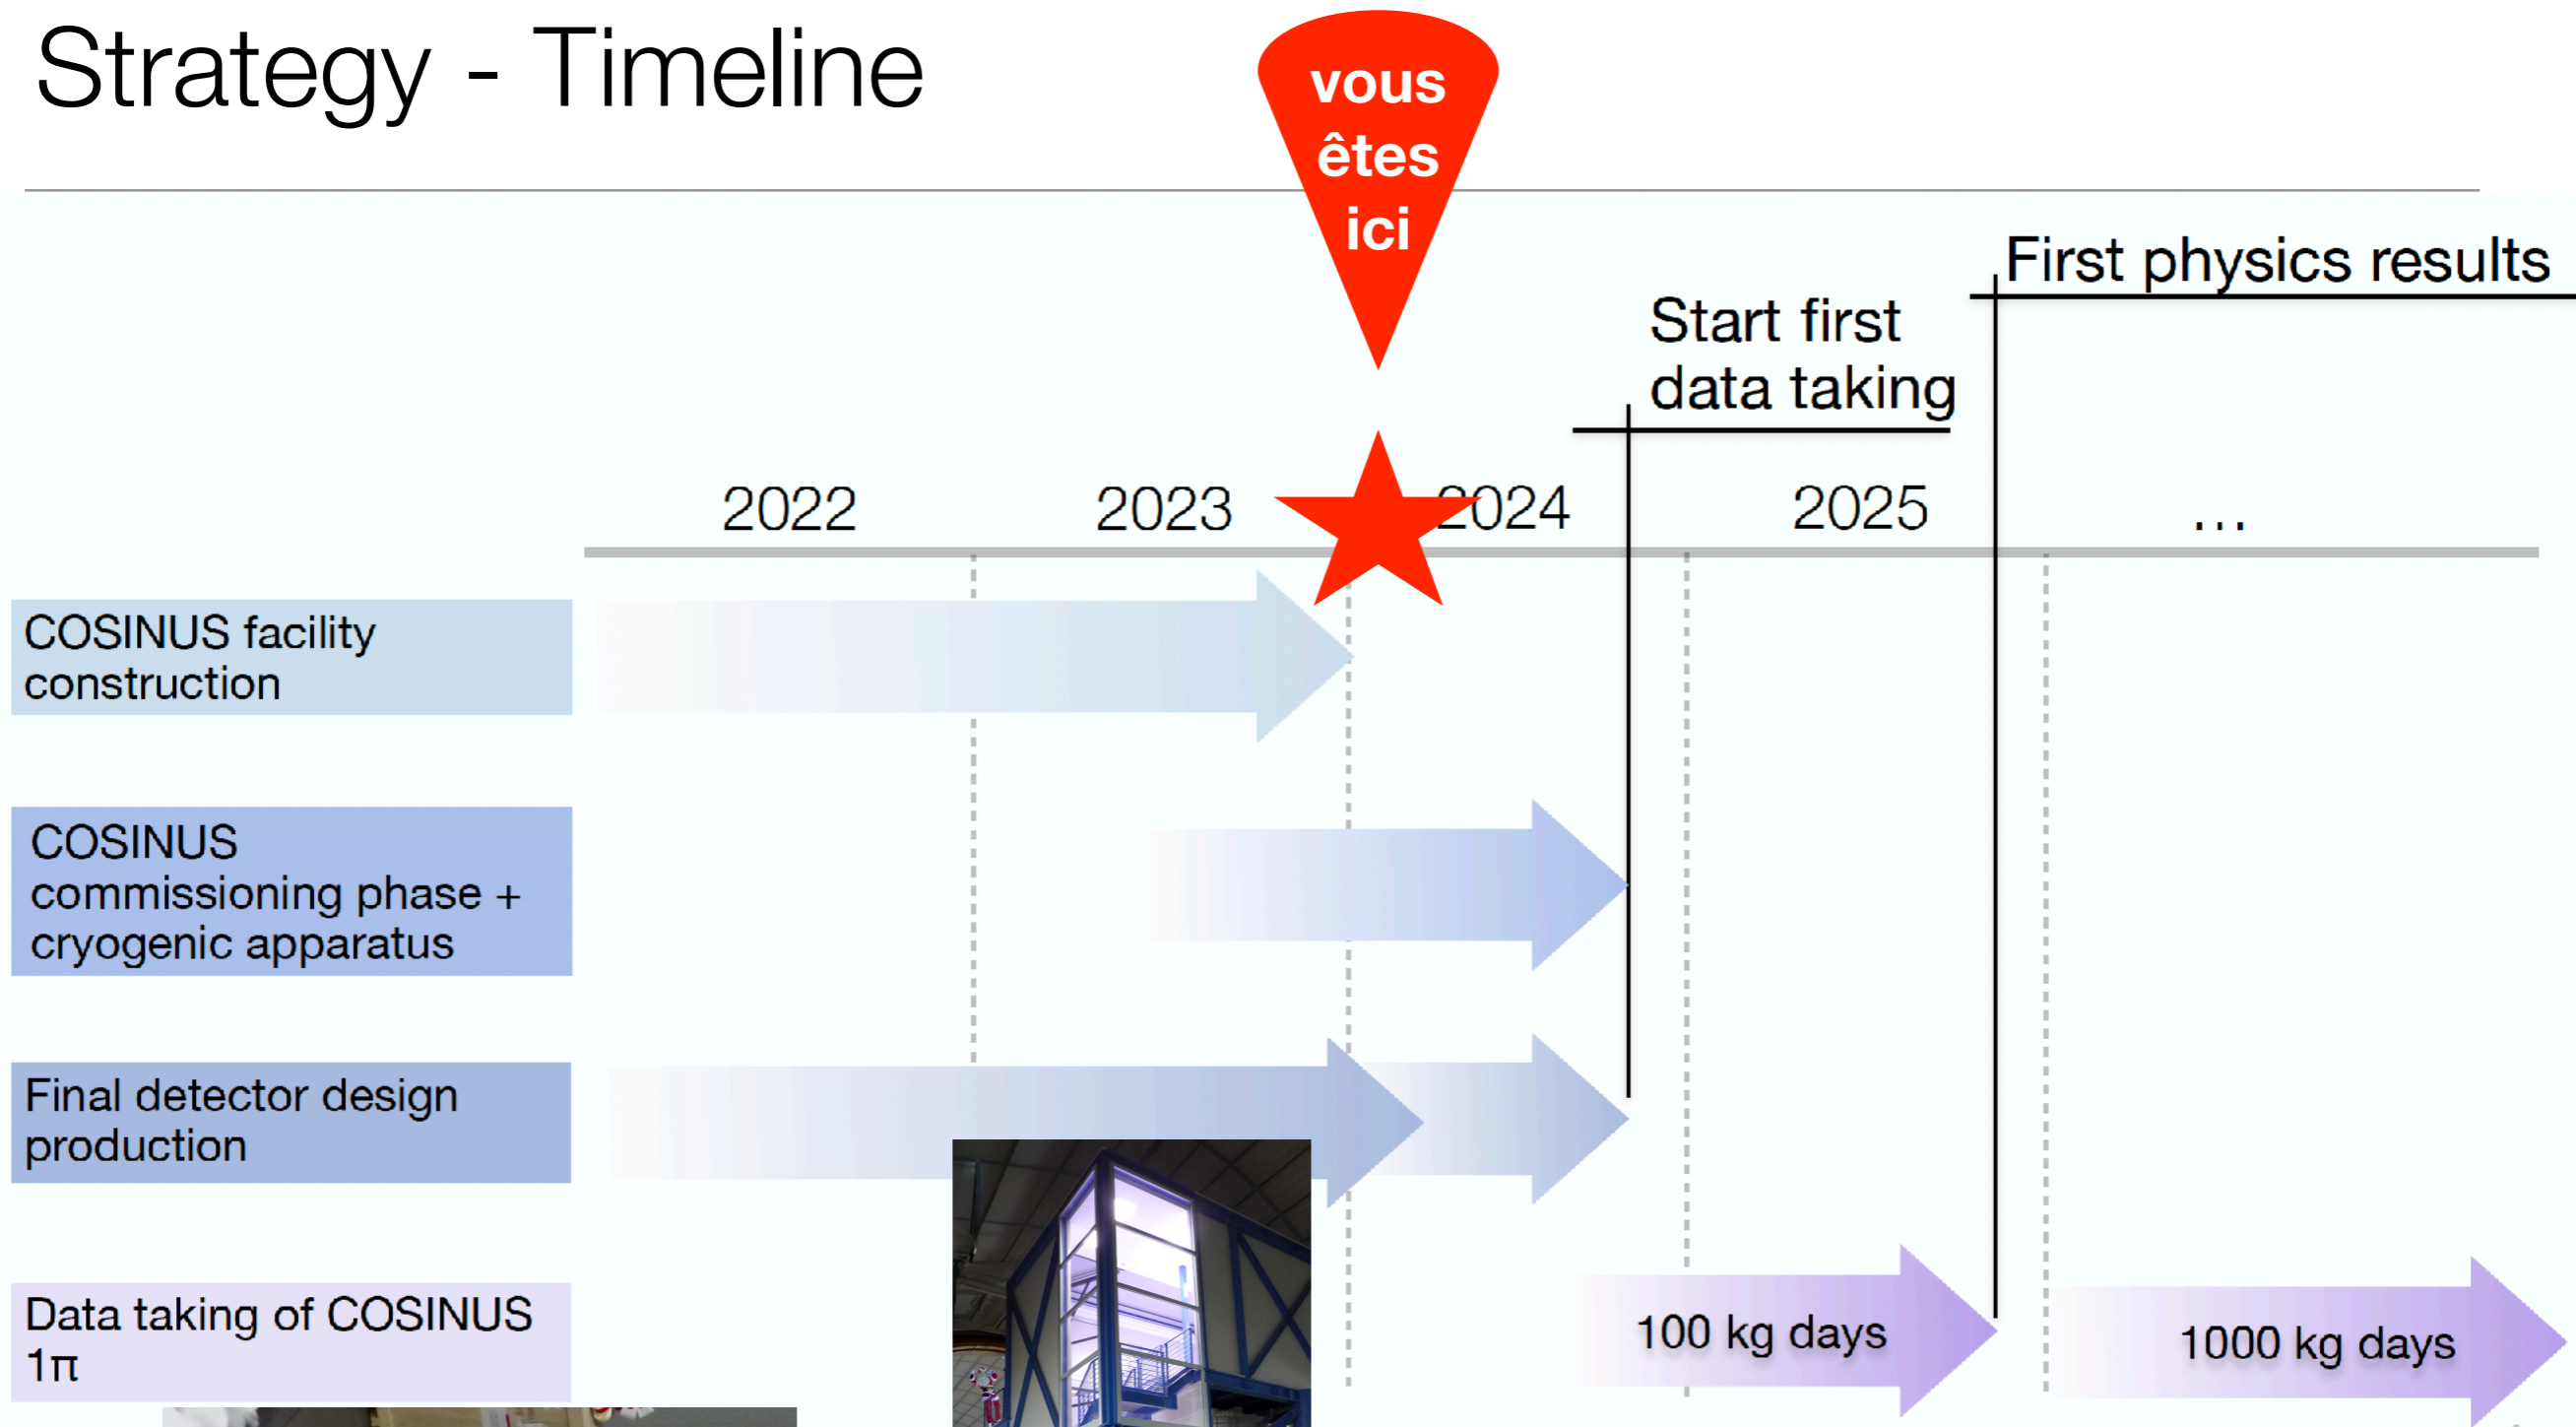 Strategy - Timeline
vous
êtes
ici
First physics results
Start first
data taking
2022 2023 2024 2025 ...
COSINUS facility
construction
COSINUS
commissioning phase +
cryogenic apparatus
Final detector design
production
Data taking of COSINUS
1π
100 kg days
1000 kg days